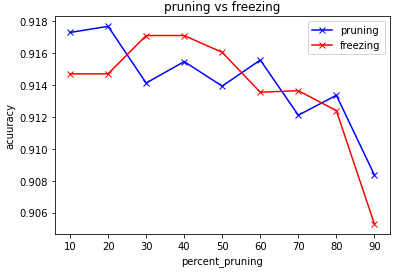 pruning vs freezing
pruning
freezing
acuuracy
0.918
0.916
0.914
0.912
0.910
0.908
0.906
10 20 30 40 50 60 70 80 90
percent_pruning